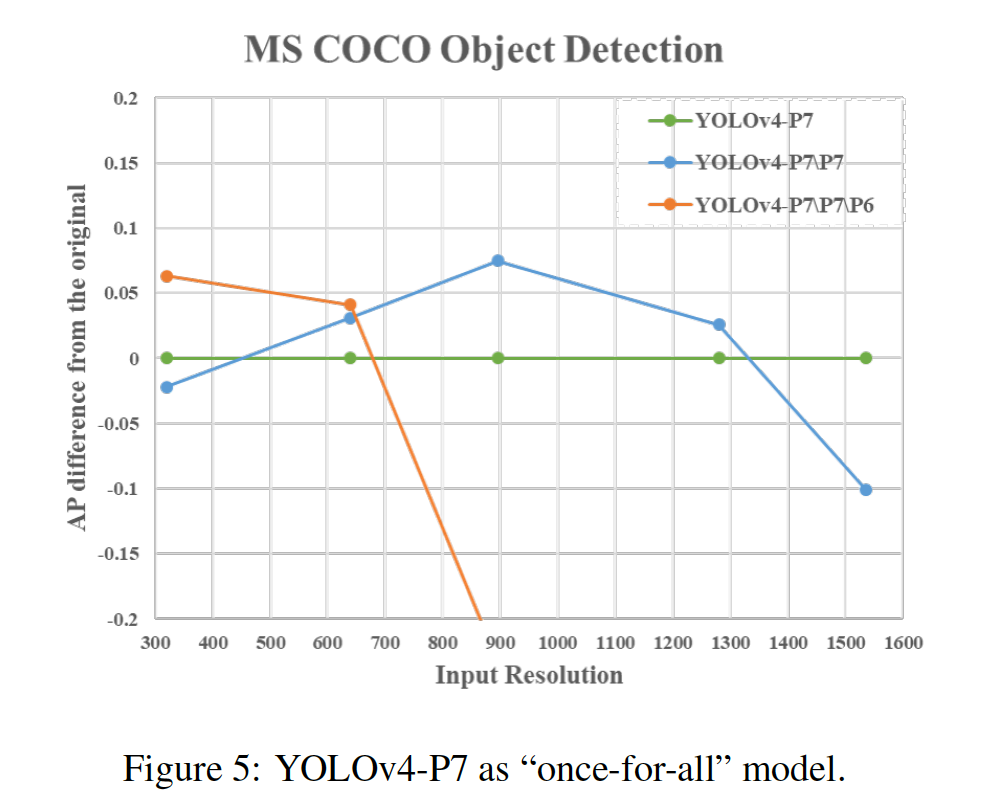 MS COCO Object Detection
0.2
0.15
0.1
0.05
0
-0.05
-0.1
-0.15
-0.2
AP difference from the original
YOLOv4-P7
YOLOv4-P7\P7
YOLOv4-P7\P7\P6
300 400 500 600 700 800 900 1000 1100 1200 1300 1400 1500 1600
Input Resolution
Figure 5: YOLOv4-P7 as “once-for-all” model.